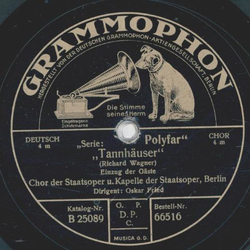 GRAMMOPHON
HERGESTELLT VON DER DEUTSCHEN GRAMMOPHON-AKTIENGESELLSCHAFT, BERLIN
Die Stimme
seines Herrn
Eingetragene
Schutzmarke
DEUTSCH
4 m
CHOR
4 m
„Serie: Polyfar“
„Tannhäuser“
(Richard Wagner)
Einzug der Gäste
Chor der Staatsoper u. Kapelle der Staatsoper, Berlin
Dirigent: Oskar Fried
Katalog-Nr.
B 25089
G. P.
D.P.
C.
Bestell-Nr.
66516
MUSICA G.D.